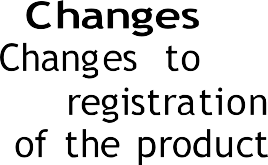 Changes
Changes to
registration
of the product